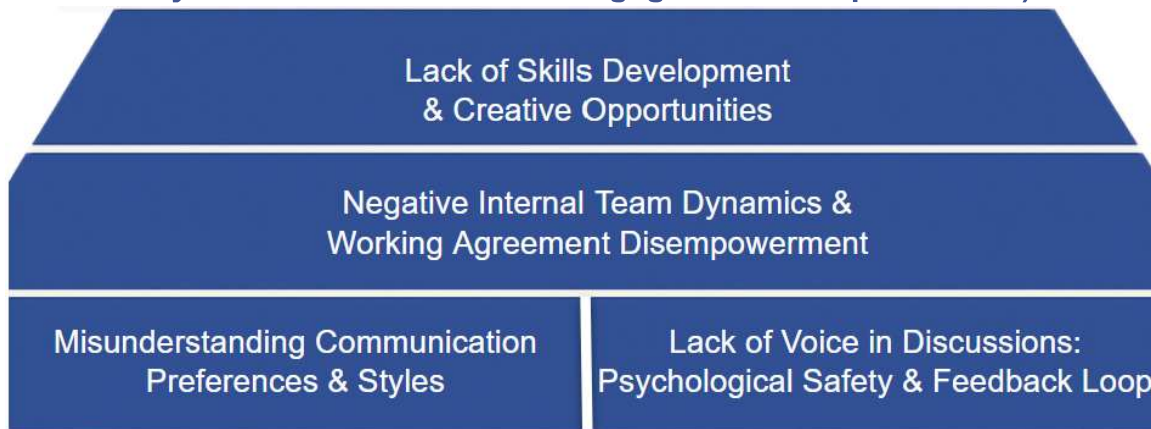 Lack of Skills Development
& Creative Opportunities
Negative Internal Team Dynamics &
Working Agreement Disempowerment
Misunderstanding Communication
Preferences & Styles
Lack of Voice in Discussions:
Psychological Safety & Feedback Loop